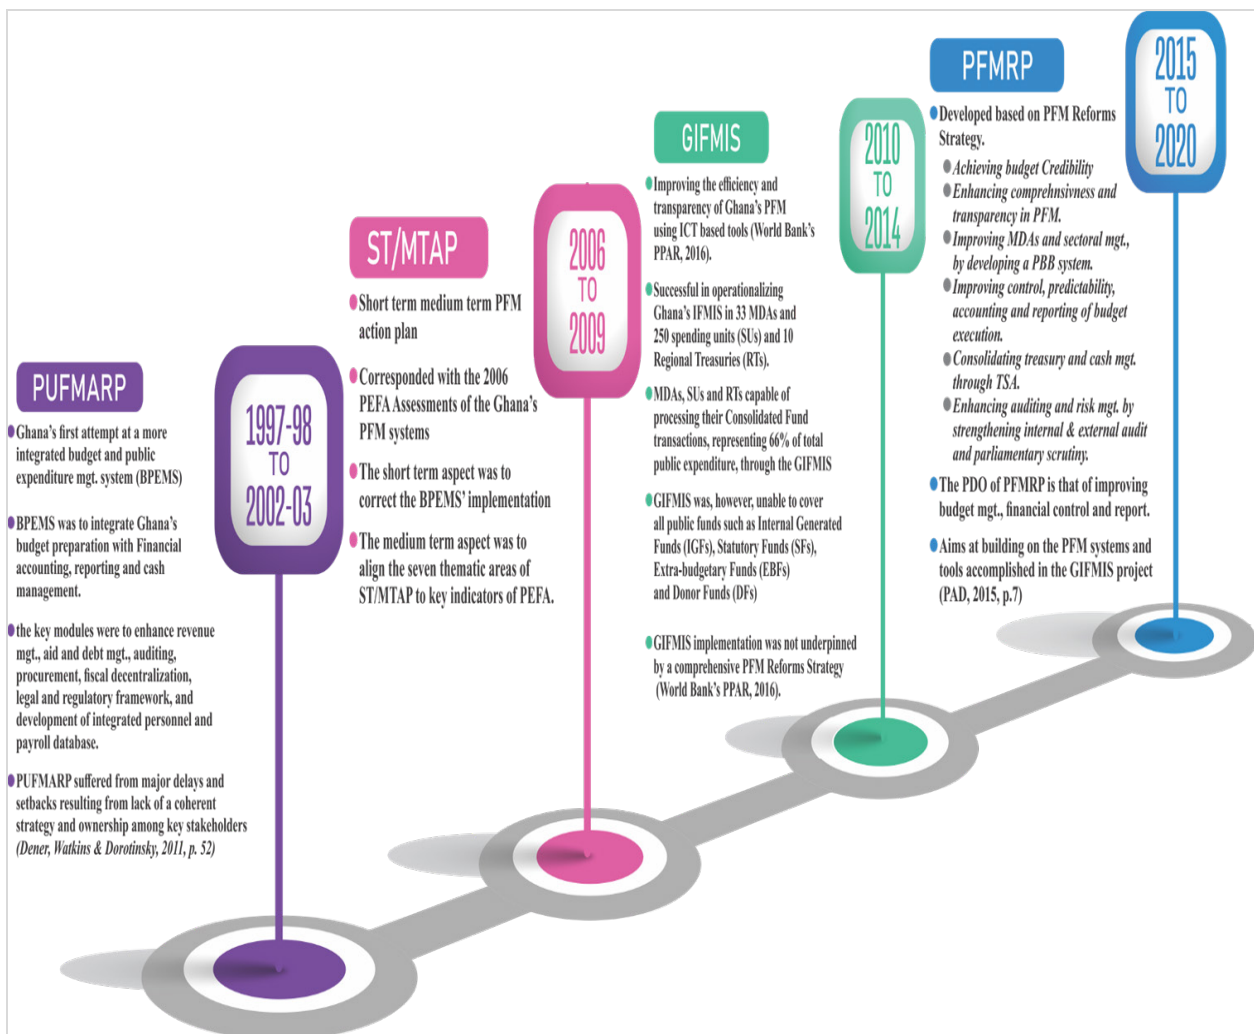 PUFMARP
1997-98
TO
2002-03
Ghana's first attempt at a more
integrated budget and public
expenditure mgt. system (BPEMS)
BPEMS was to integrate Ghana's
budget preparation with Financial
accounting, reporting and cash
management.
the key modules were to enhance revenue
mgt., aid and debt mgt., auditing,
procurement, fiscal decentralization,
legal and regulatory framework, and
development of integrated personnel and
payroll database.
PUFMARP suffered from major delays and
setbacks resulting from lack of a coherent
strategy and ownership among key stakeholders
(Dener, Watkins & Dorotinsky, 2011, p. 52)
ST/MTAP
2006
TO
2009
Short term medium term PFM
action plan
Corresponded with the 2006
PEFA Assessments of the Ghana's
PFM systems
The short term aspect was to
correct the BPEMS' implementation
The medium term aspect was to
align the seven thematic areas of
ST/MTAP to key indicators of PEFA.
GIFMIS
2010
TO
2014
Improving the efficiency and
transparency of Ghana's PFM
using ICT based tools (World Bank's
PPAR, 2016).
Successful in operationalizing
Ghana's IFMIS in 33 MDAs and
250 spending units (SUs) and 10
Regional Treasuries (RTs).
MDAs, SUs and RTs capable of
processing their Consolidated Fund
transactions, representing 66% of total
public expenditure, through the GIFMIS
GIFMIS was, however, unable to cover
all public funds such as Internal Generated
Funds (IGFs), Statutory Funds (SFs),
Extra-budgetary Funds (EBFs)
and Donor Funds (DFs)
GIFMIS implementation was not underpinned
by a comprehensive PFM Reforms Strategy
(World Bank's PPAR, 2016).
PFMRP
2015
TO
2020
Developed based on PFM Reforms
Strategy.
Achieving budget Credibility
Enhancing comprehnsivness and
transparency in PFM.
Improving MDAs and sectoral mgt.,
by developing a PBB system.
Improving control, predictability,
accounting and reporting of budget
execution.
Consolidating treasury and cash mgt.
through TSA.
Enhancing auditing and risk mgt. by
strengthening internal & external audit
and parliamentary scrutiny.
The PDO of PFMRP is that of improving
budget mgt., financial control and report.
Aims at building on the PFM systems and
tools accomplished in the GIFMIS project
(PAD, 2015, p.7)